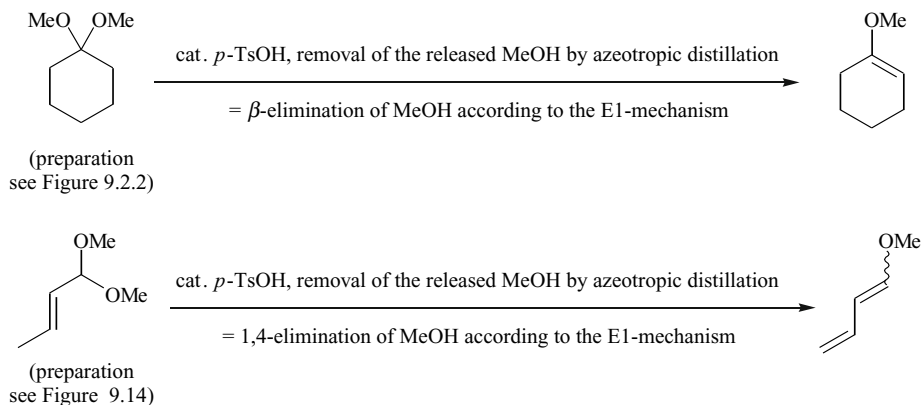 MeO OMe
cat. p-TsOH, removal of the released MeOH by azeotropic distillation
= β-elimination of MeOH according to the E1-mechanism
OMe
(preparation
see Figure 9.2.2)
OMe
OMe
cat. p-TsOH, removal of the released MeOH by azeotropic distillation
= 1,4-elimination of MeOH according to the E1-mechanism
OMe
(preparation
see Figure 9.14)